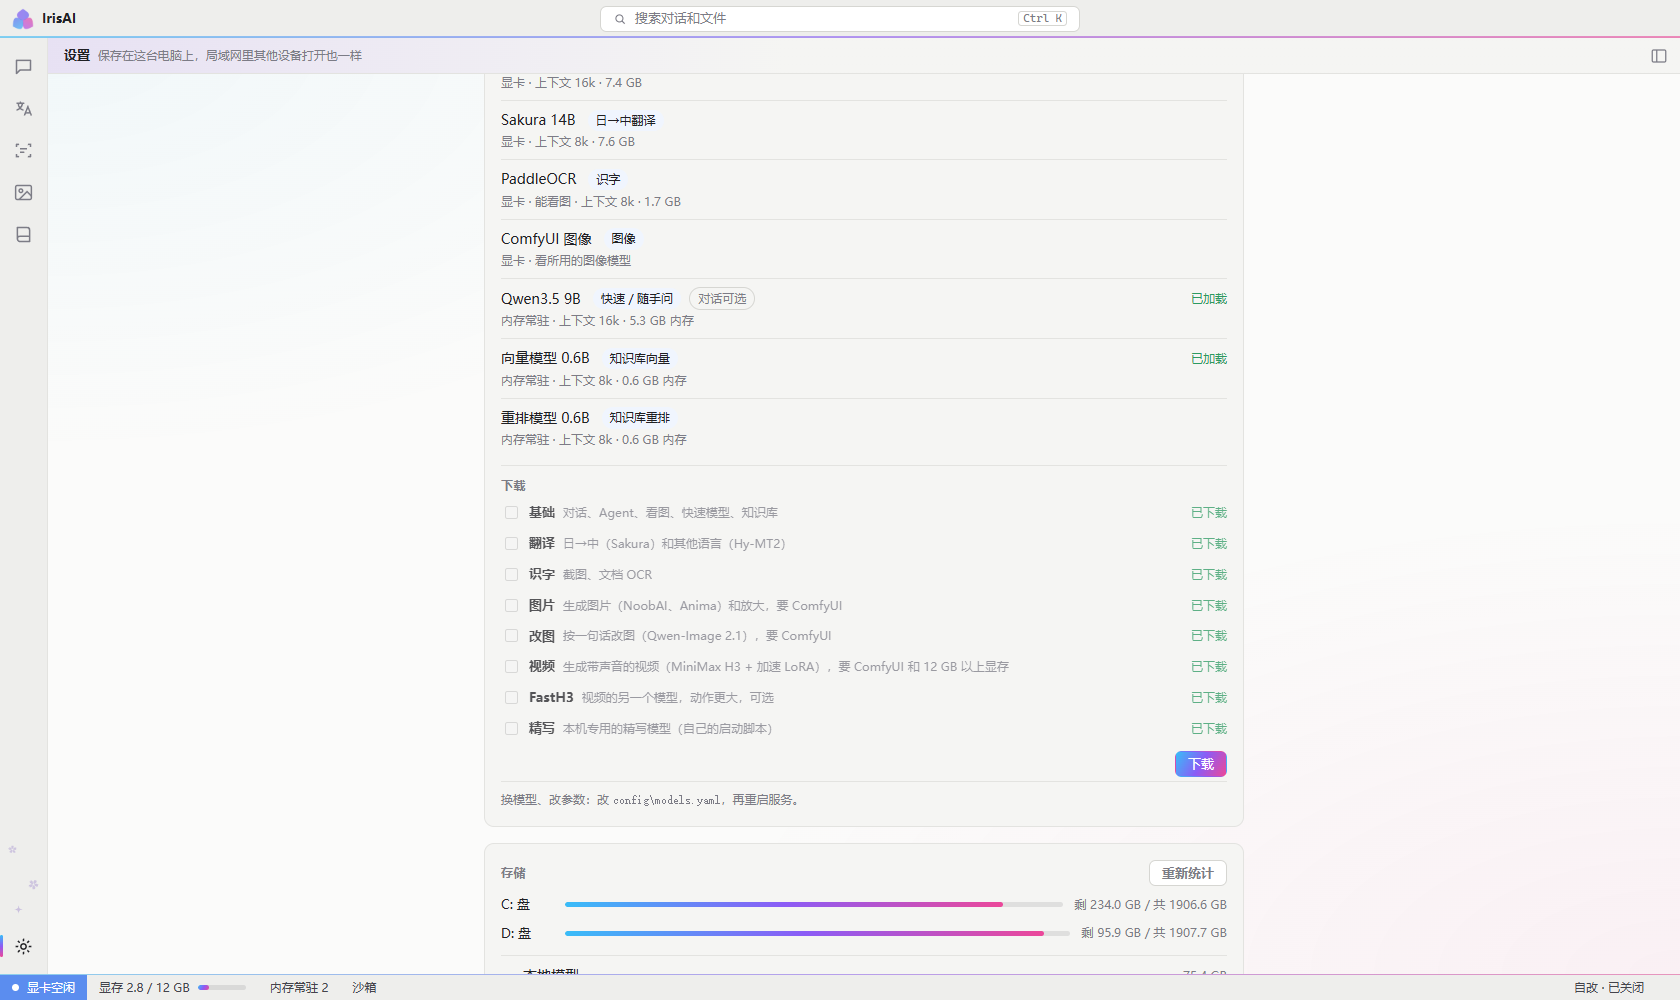 IrisAI
搜索对话和文件 Ctrl K
设置 保存在这台电脑上，局域网里其他设备打开也一样
显卡 · 上下文 16k · 7.4 GB
Sakura 14B 日→中翻译
显卡 · 上下文 8k · 7.6 GB
PaddleOCR 识字
显卡 · 能看图 · 上下文 8k · 1.7 GB
ComfyUI 图像 图像
显卡 · 看所用的图像模型
Qwen3.5 9B 快速 / 随手问 对话可选 已加载
内存常驻 · 上下文 16k · 5.3 GB 内存
向量模型 0.6B 知识库向量 已加载
内存常驻 · 上下文 8k · 0.6 GB 内存
重排模型 0.6B 知识库重排
内存常驻 · 上下文 8k · 0.6 GB 内存
下载
基础 对话、Agent、看图、快速模型、知识库 已下载
翻译 日→中（Sakura）和其他语言（Hy-MT2） 已下载
识字 截图、文档 OCR 已下载
图片 生成图片（NoobAI、Anima）和放大，要 ComfyUI 已下载
改图 按一句话改图（Qwen-Image 2.1），要 ComfyUI 已下载
视频 生成带声音的视频（MiniMax H3 + 加速 LoRA），要 ComfyUI 和 12 GB 以上显存 已下载
FastH3 视频的另一个模型，动作更大，可选 已下载
精写 本机专用的精写模型（自己的启动脚本） 已下载
下载
换模型、改参数：改 config\models.yaml，再重启服务。
存储 重新统计
C: 盘 剩 234.0 GB / 共 1906.6 GB
D: 盘 剩 95.9 GB / 共 1907.7 GB
本地模型 75.4 GB
显卡空闲 显存 2.8 / 12 GB 内存常驻 2 沙箱 自改 · 已关闭